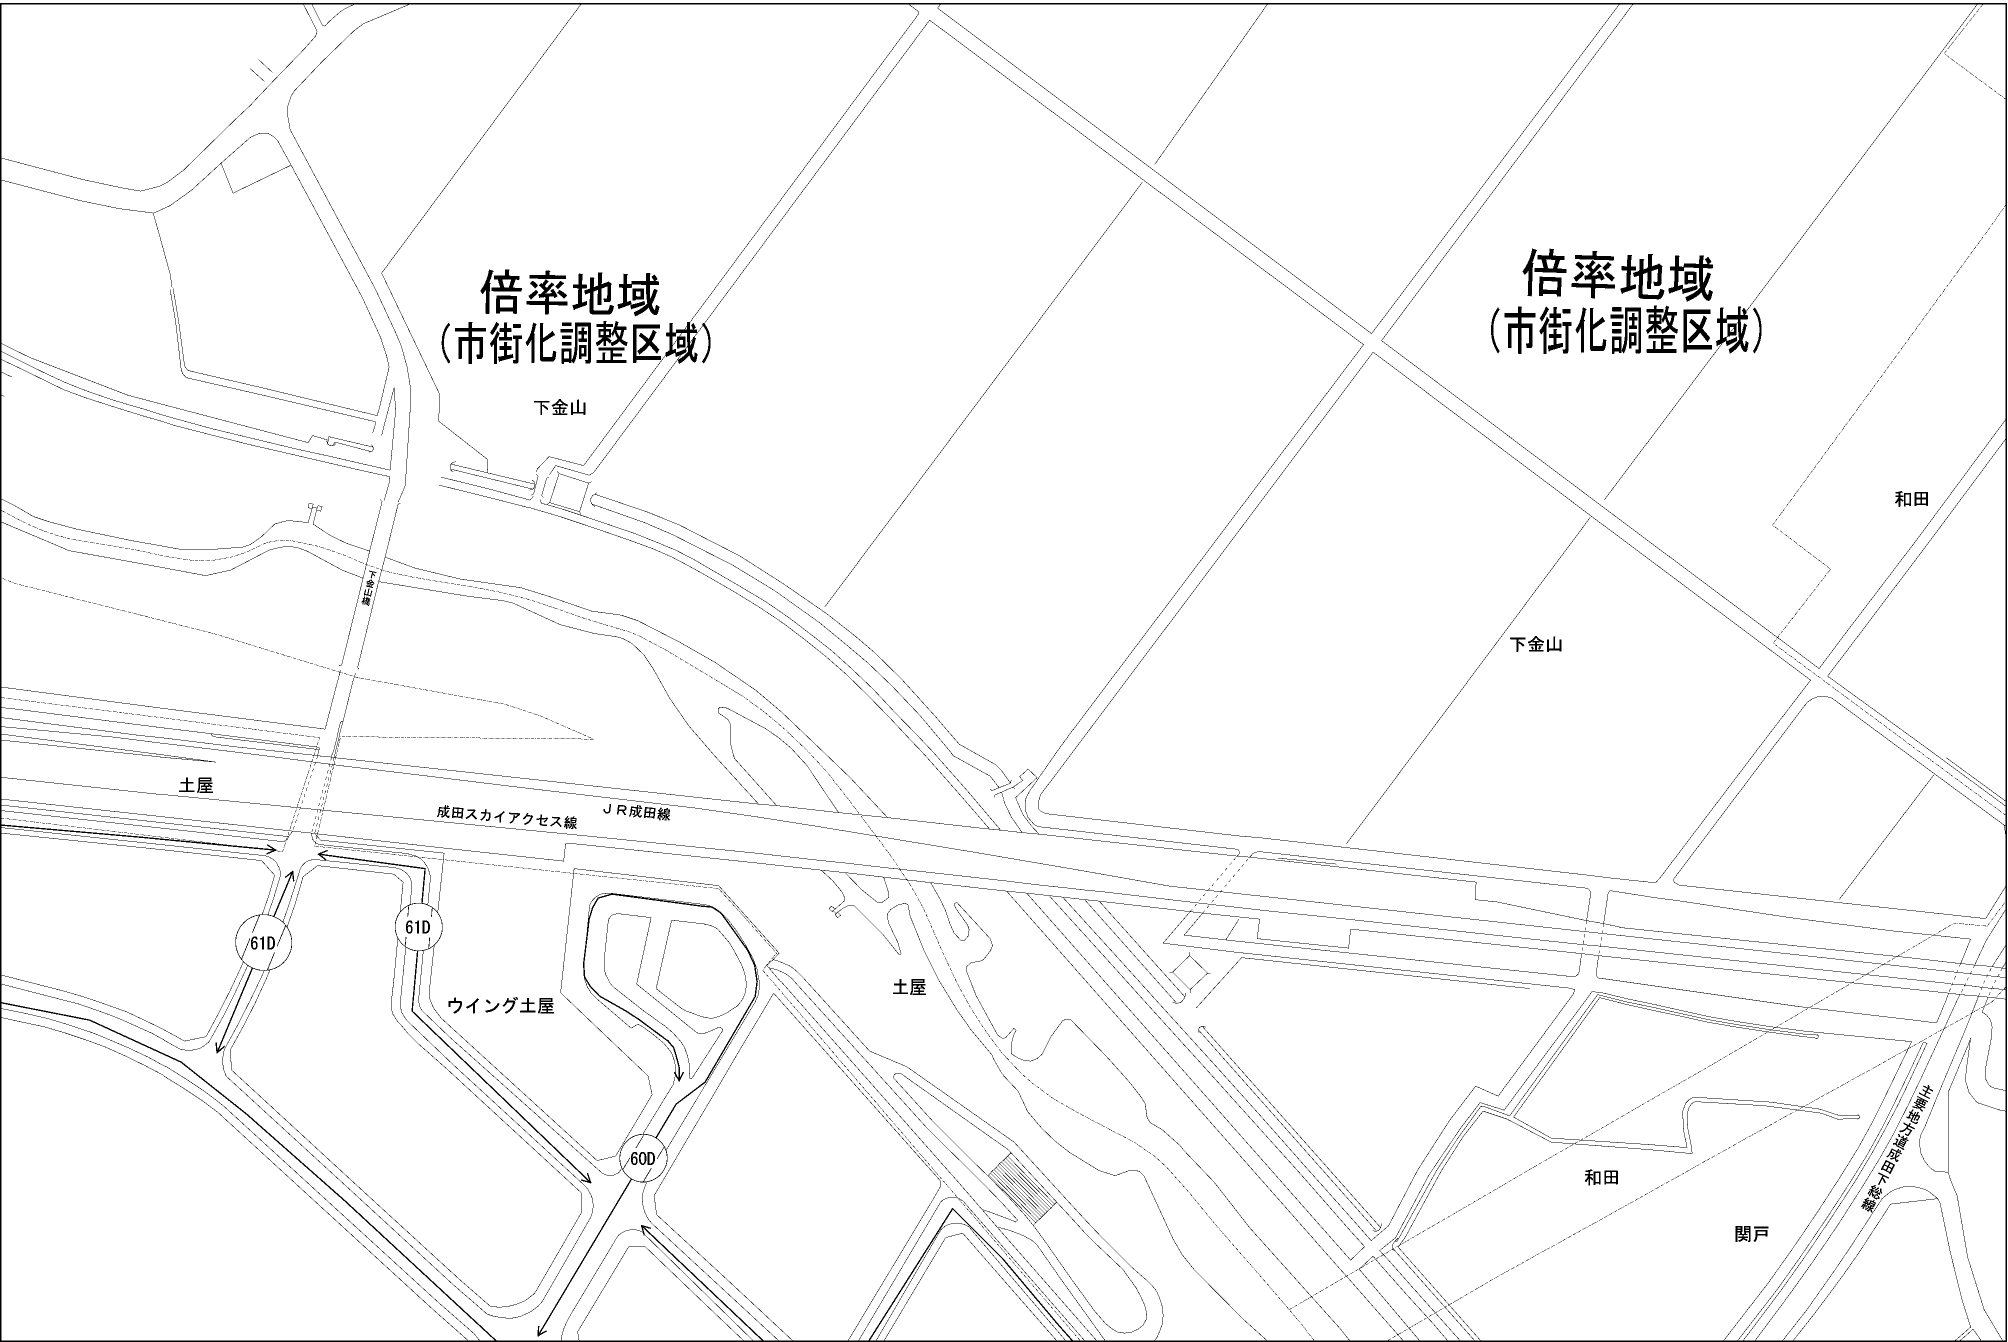 倍率地域
(市街化調整区域)
下金山
倍率地域
(市街化調整区域)
和田
下金山橋
下金山
土屋
成田スカイアクセス線
JR成田線
61D
61D
ウイング土屋
土屋
60D
主要地方道成田下総線
和田
関戸